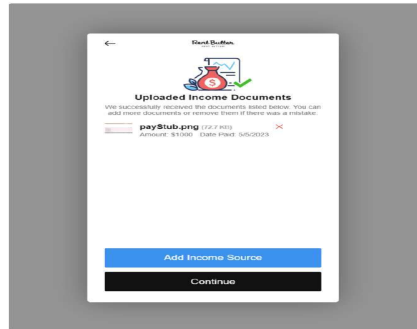 Rent Butler
$
Uploaded Income Documents
We successfully received the documents listed below. You can
add more documents or remove them if there was a mistake.
payStub.png (72.7 KB)
Amount: $1000 Date Paid: 5/5/2023
Add Income Source
Continue